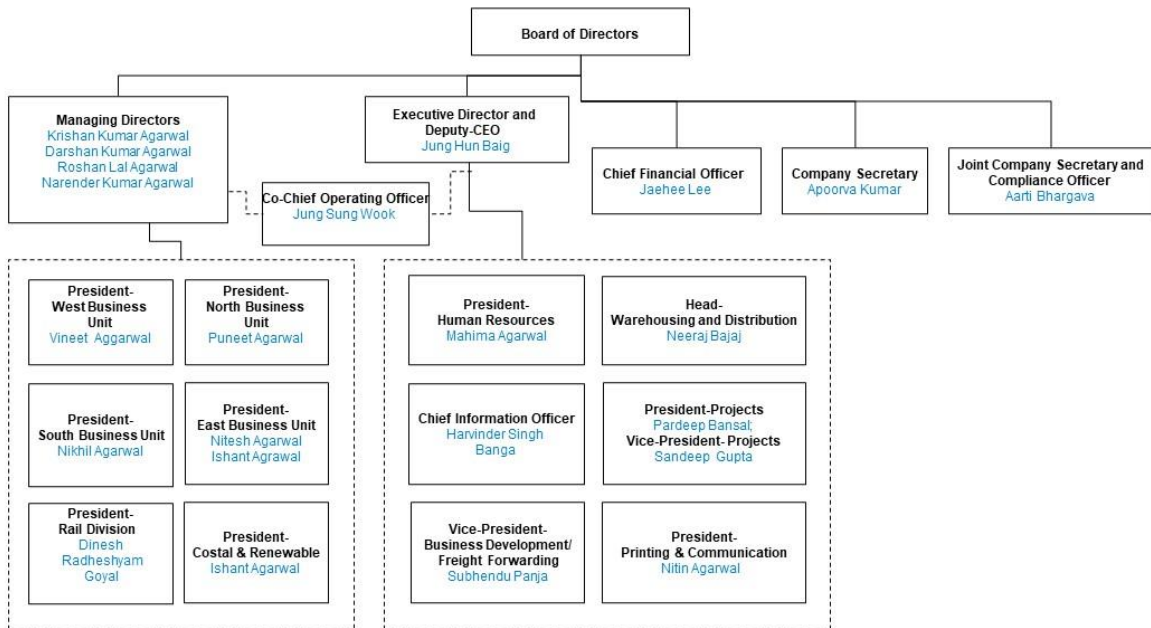 Board of Directors
Managing Directors
Krishan Kumar Agarwal
Darshan Kumar Agarwal
Roshan Lal Agarwal
Narender Kumar Agarwal
Executive Director and
Deputy-CEO
Jung Hun Baig
Co-Chief Operating Officer
Jung Sung Wook
Chief Financial Officer
Jaehee Lee
Company Secretary
Apoorva Kumar
Joint Company Secretary and
Compliance Officer
Aarti Bhargava
President-
West Business
Unit
Vineet Aggarwal
President-
North Business
Unit
Puneet Agarwal
President-
South Business Unit
Nikhil Agarwal
President-
East Business Unit
Nitesh Agarwal
Ishant Agrawal
President-
Rail Division
Dinesh
Radheshyam
Goyal
President-
Costal & Renewable
Ishant Agarwal
President-
Human Resources
Mahima Agarwal
Head-
Warehousing and Distribution
Neeraj Bajaj
Chief Information Officer
Harvinder Singh
Banga
President-Projects
Pardeep Bansal;
Vice-President- Projects
Sandeep Gupta
Vice-President-
Business Development/
Freight Forwarding
Subhendu Panja
President-
Printing & Communication
Nitin Agarwal